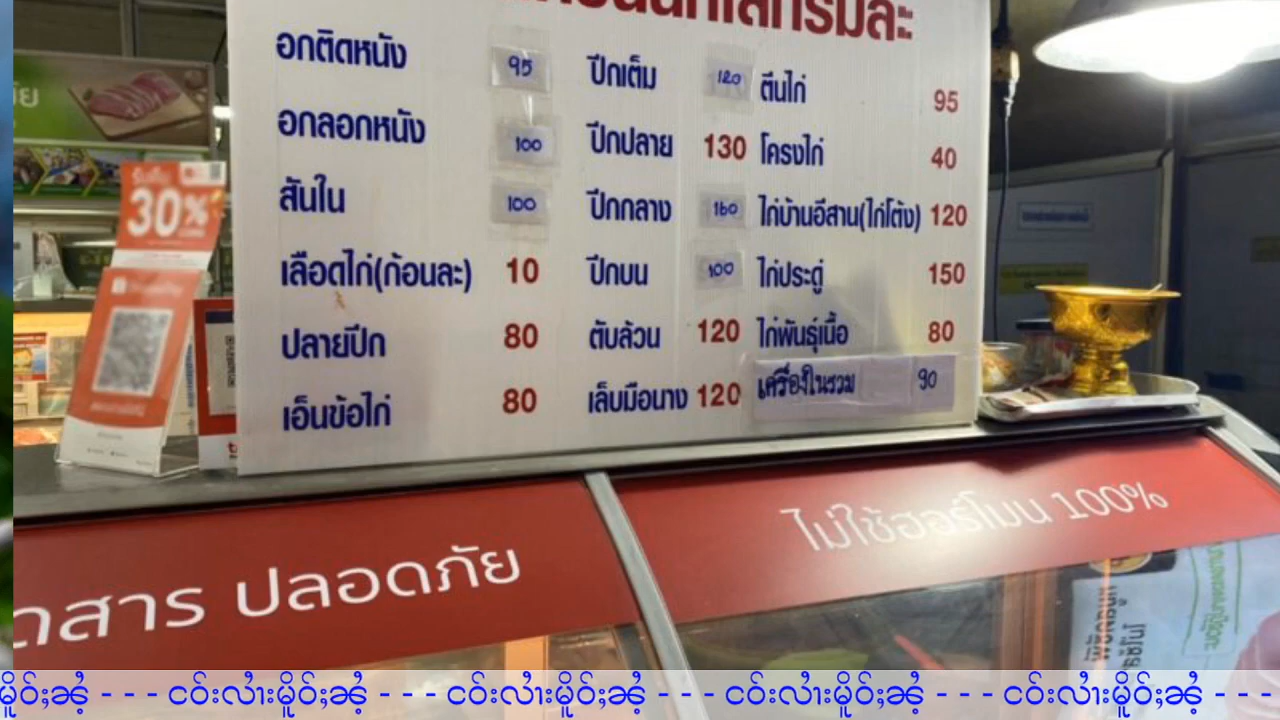 อกติดหนัง 95
อกลอกหนัง 100
สันใน 100
เลือดไก่(ก้อนละ) 10
ปลายปีก 80
เอ็นข้อไก่ 80
ปีกเต็ม 120
ปีกปลาย 130
ปีกกลาง 160
ปีกบน 100
ตับล้วน 120
เล็บมือนาง 120
ตีนไก่ 95
โครงไก่ 40
ไก่บ้านอีสาน(ไก่โต้ง) 120
ไก่ประดู่ 150
ไก่พันธุ์เนื้อ 80
เครื่องในรวม 90
30%
สาร ปลอดภัย
ไม่ใช้ฮอร์โมน 100%
မိူဝ်ႈၼႆႉ - - - ငဝ်းလၢႆးမိူဝ်ႈၼႆႉ - - - ငဝ်းလၢႆးမိူဝ်ႈၼႆႉ - - - ငဝ်းလၢႆးမိူဝ်ႈၼႆႉ - - - ငဝ်းလၢႆးမိူဝ်ႈၼႆႉ - - -